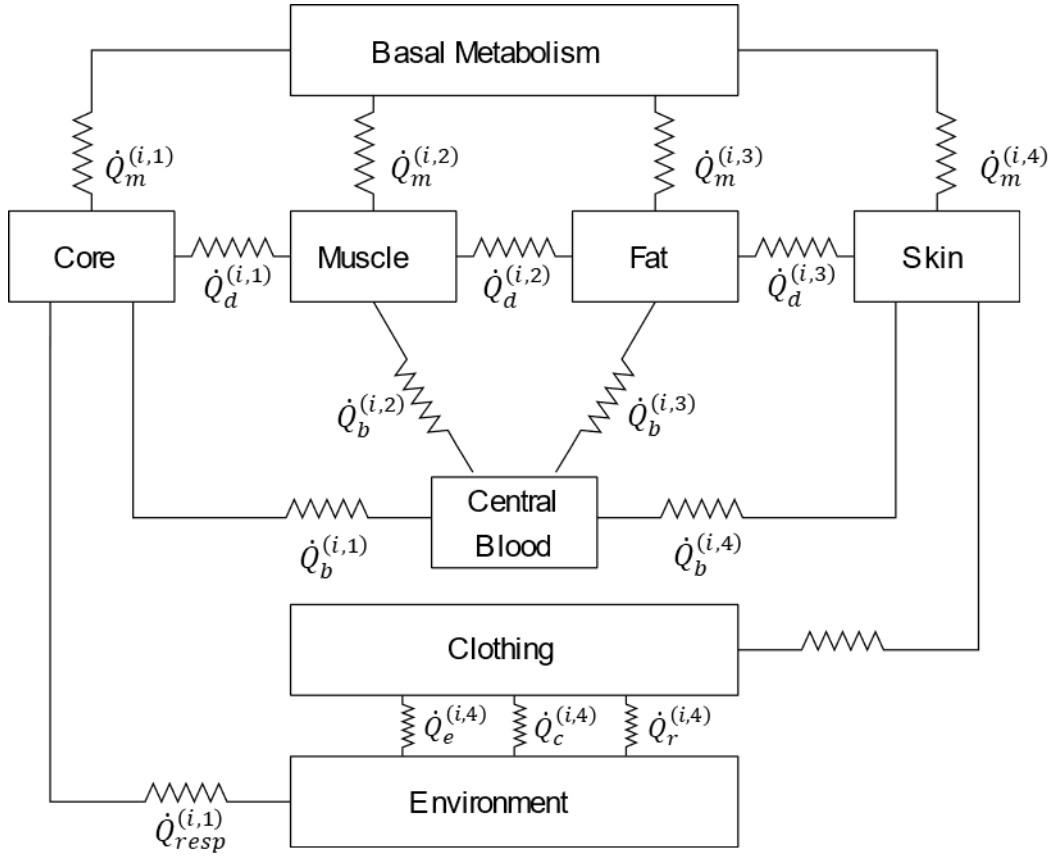 Basal Metabolism
Q̇_m^(i,1)
Q̇_m^(i,2)
Q̇_m^(i,3)
Q̇_m^(i,4)
Core
Muscle
Fat
Skin
Q̇_d^(i,1)
Q̇_d^(i,2)
Q̇_d^(i,3)
Q̇_b^(i,2)
Q̇_b^(i,3)
Central
Blood
Q̇_b^(i,1)
Q̇_b^(i,4)
Clothing
Q̇_e^(i,4)
Q̇_c^(i,4)
Q̇_r^(i,4)
Environment
Q̇_resp^(i,1)